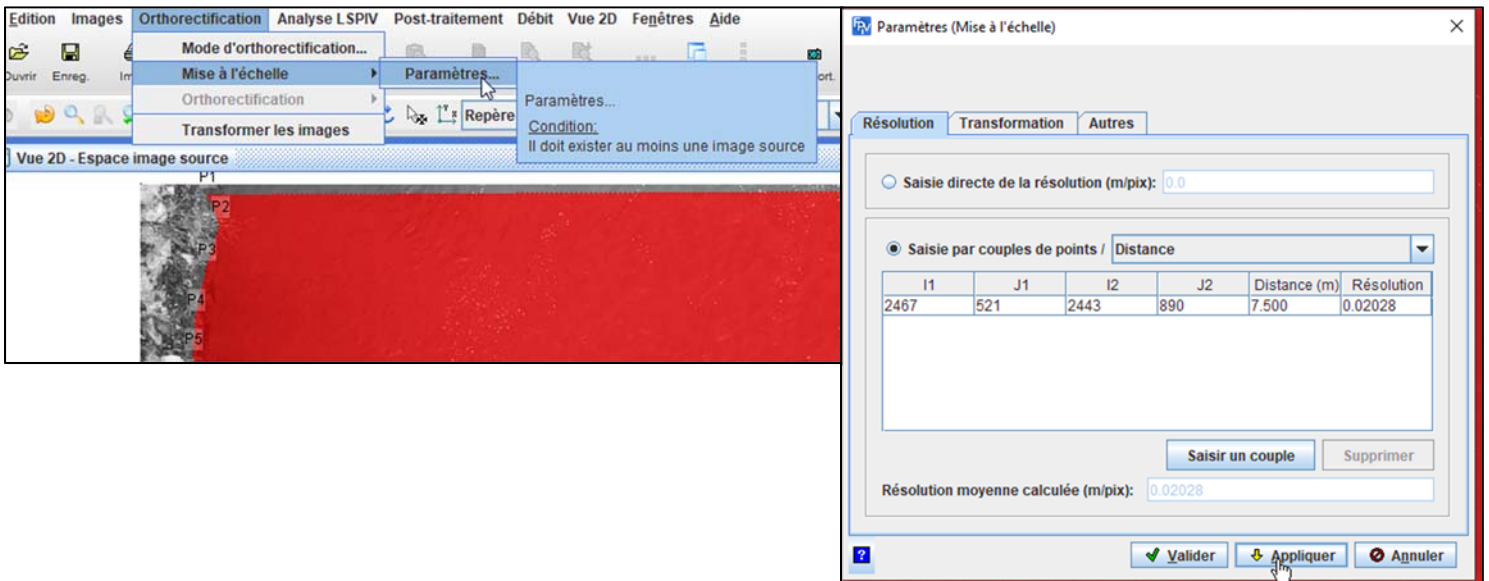 Edition Images Orthorectification Analyse LSPIV Post-traitement Débit Vue 2D Fenêtres Aide
Mode d'orthorectification...
Enreg.
Mise à l'échelle
Paramètres...
Orthorectification
Transformer les images
Repère
Paramètres...
Condition:
Il doit exister au moins une image source
Vue 2D - Espace image source
P1
P2
P3
P4
P5
Paramètres (Mise à l'échelle)
Résolution Transformation Autres
Saisie directe de la résolution (m/pix): 0.0
Saisie par couples de points / Distance
I1 J1 I2 J2 Distance (m) Résolution
2467 521 2443 890 7.500 0.02028
Saisir un couple Supprimer
Résolution moyenne calculée (m/pix): 0.02028
? Valider Appliquer Annuler